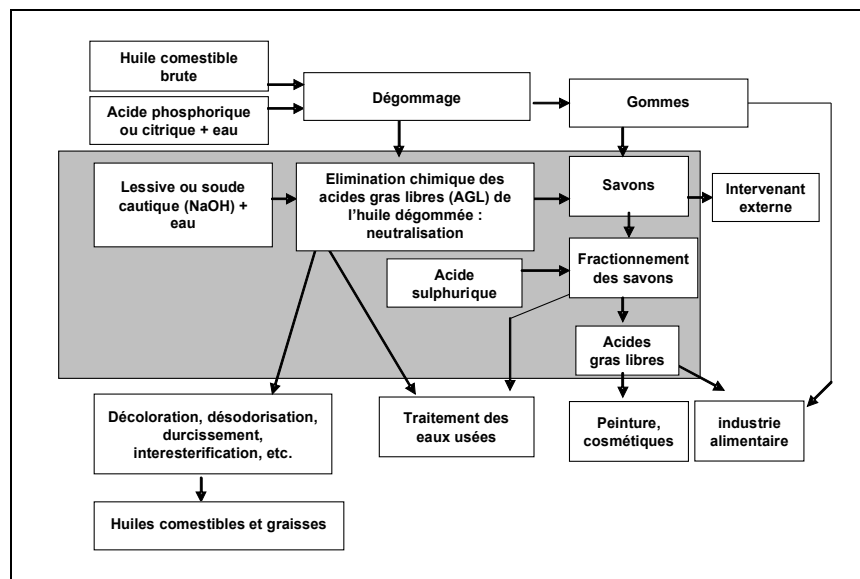 Huile comestible
brute
Dégommage
Gommes
Acide phosphorique
ou citrique + eau
Lessive ou soude
cautique (NaOH) +
eau
Elimination chimique des
acides gras libres (AGL) de
l'huile dégommée :
neutralisation
Savons
Intervenant
externe
Acide
sulphurique
Fractionnement
des savons
Acides
gras libres
Décoloration, désodorisation,
durcissement,
interesterification, etc.
Traitement des
eaux usées
Peinture,
cosmétiques
industrie
alimentaire
Huiles comestibles et graisses